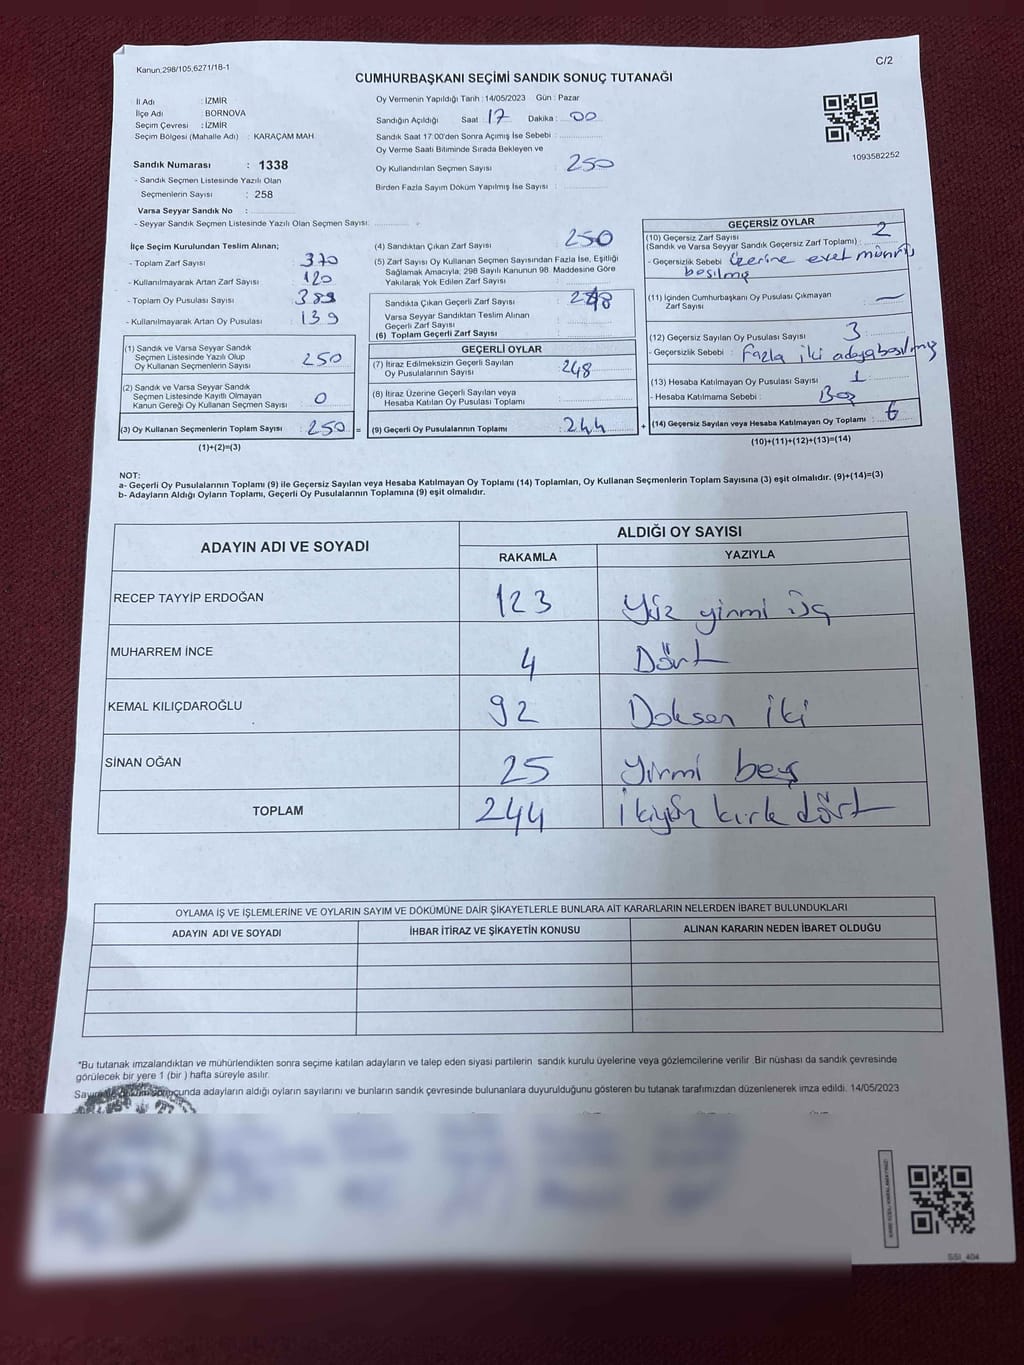 Kanun;298/105,6271/18-1
C/2
CUMHURBAŞKANI SEÇİMİ SANDIK SONUÇ TUTANAĞI
İl Adı : İZMİR
İlçe Adı BORNOVA
Seçim Çevresi : İZMİR
Seçim Bölgesi (Mahalle Adı) : KARAÇAM MAH.
Sandık Numarası : 1338
- Sandık Seçmen Listesinde Yazılı Olan
Seçmenlerin Sayısı : 258
Varsa Seyyar Sandık No :
- Seyyar Sandık Seçmen Listesinde Yazılı Olan Seçmen Sayısı:
Oy Vermenin Yapıldığı Tarih : 14/05/2023 Gün : Pazar
Sandığın Açıldığı Saat : 17 Dakika : 00
Sandık Saat 17.00'den Sonra Açımış İse Sebebi :
Oy Verme Saati Bitiminde Sırada Bekleyen ve
Oy Kullandırılan Seçmen Sayısı : 250
Birden Fazla Sayım Döküm Yapılmış İse Sayısı :
1093582252
İlçe Seçim Kurulundan Teslim Alınan;
- Toplam Zarf Sayısı : 370
- Kullanılmayarak Artan Zarf Sayısı : 120
- Toplam Oy Pusulası Sayısı : 389
- Kullanılmayarak Artan Oy Pusulası : 139
(1) Sandık ve Varsa Seyyar Sandık
Seçmen Listesinde Yazılı Olup
Oy Kullanan Seçmen Sayısı : 250
(2) Sandık ve Varsa Seyyar Sandık
Seçmen Listesinde Kayıtlı Olmayan
Kanun Gereği Oy Kullanan Seçmen Sayısı : 0
(3) Oy Kullanan Seçmenlerin Toplam Sayısı : 250 =
(1)+(2)=(3)
(4) Sandıktan Çıkan Zarf Sayısı : 250
(5) Zarf Sayısı Oy Kullanan Seçmen Sayısından Fazla İse, Eşitliği
Sağlamak Amacıyla, 298 Sayılı Kanunun 98. Maddesine Göre
Yakılarak Yok Edilen Zarf Sayısı :
Sandıkta Çıkan Geçerli Zarf Sayısı : 248
Varsa Seyyar Sandıktan Teslim Alınan
Geçerli Zarf Sayısı :
(6) Toplam Geçerli Zarf Sayısı :
GEÇERLİ OYLAR
(7) İtiraz Edilmeksizin Geçerli Sayılan
Oy Pusulalarının Sayısı : 248
(8) İtiraz Üzerine Geçerli Sayılan veya
Hesaba Katılan Oy Pusulası Toplamı :
(9) Geçerli Oy Pusulalarının Toplamı : 244 +
GEÇERSİZ OYLAR
(10) Geçersiz Zarf Sayısı
(Sandık ve Varsa Seyyar Sandık Geçersiz Zarf Toplamı) : 2
- Geçersizlik Sebebi : Üzerine evet mührü
basılmış
(11) İçinden Cumhurbaşkanı Oy Pusulası Çıkmayan
Zarf Sayısı : —
(12) Geçersiz Sayılan Oy Pusulası Sayısı : 3
- Geçersizlik Sebebi : Fazla iki adaya basılmış
(13) Hesaba Katılmayan Oy Pusulası Sayısı : 1
- Hesaba Katılmama Sebebi : Boş
(14) Geçersiz Sayılan veya Hesaba Katılmayan Oy Toplamı : 6
(10)+(11)+(12)+(13)=(14)
NOT:
a- Geçerli Oy Pusulalarının Toplamı (9) ile Geçersiz Sayılan veya Hesaba Katılmayan Oy Toplamı (14) Toplamları, Oy Kullanan Seçmenlerin Toplam Sayısına (3) eşit olmalıdır. (9)+(14)=(3)
b- Adayların Aldığı Oyların Toplamı, Geçerli Oy Pusulalarının Toplamına (9) eşit olmalıdır.
ADAYIN ADI VE SOYADI
ALDIĞI OY SAYISI
RAKAMLA YAZIYLA
RECEP TAYYİP ERDOĞAN 123 Yüz yirmi üç
MUHARREM İNCE 4 Dört
KEMAL KILIÇDAROĞLU 92 Doksan iki
SİNAN OĞAN 25 Yirmi beş
TOPLAM 244 İkiyüz kırk dört
OYLAMA İŞ VE İŞLEMLERİNE VE OYLARIN SAYIM VE DÖKÜMÜNE DAİR ŞİKAYETLERLE BUNLARA AİT KARARLARIN NELERDEN İBARET BULUNDUKLARI
ADAYIN ADI VE SOYADI İHBAR İTİRAZ VE ŞİKAYETİN KONUSU ALINAN KARARIN NEDEN İBARET OLDUĞU
*Bu tutanak imzalandıktan ve mühürlendikten sonra seçime katılan adayların ve talep eden siyasi partilerin sandık kurulu üyelerine veya gözlemcilerine verilir. Bir nüshası da sandık çevresinde
görülecek bir yere 1 (bir ) hafta süreyle asılır.
adayların aldığı oyların sayılarını ve bunların sandık çevresinde bulunanlara duyurulduğunu gösteren bu tutanak tarafımızdan düzenlenerek imza edildi. 14/05/2023
SSI_404